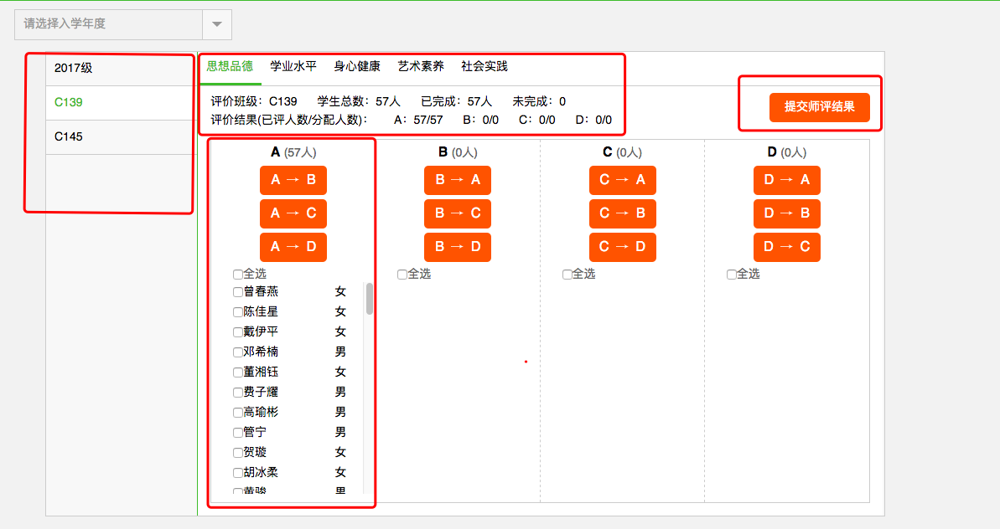 请选择入学年度
2017级
C139
C145
思想品德 学业水平 身心健康 艺术素养 社会实践
评价班级：C139 学生总数：57人 已完成：57人 未完成：0
评价结果(已评人数/分配人数)： A：57/57 B：0/0 C：0/0 D：0/0
提交师评结果
A (57人) B (0人) C (0人) D (0人)
A → B B → A C → A D → A
A → C B → C C → B D → B
A → D B → D C → D D → C
全选 全选 全选 全选
曾春燕 女
陈佳星 女
戴伊平 女
邓希楠 男
董湘钰 女
费子耀 男
高瑜彬 男
管宁 男
贺璇 女
胡冰柔 女
黄骏 男